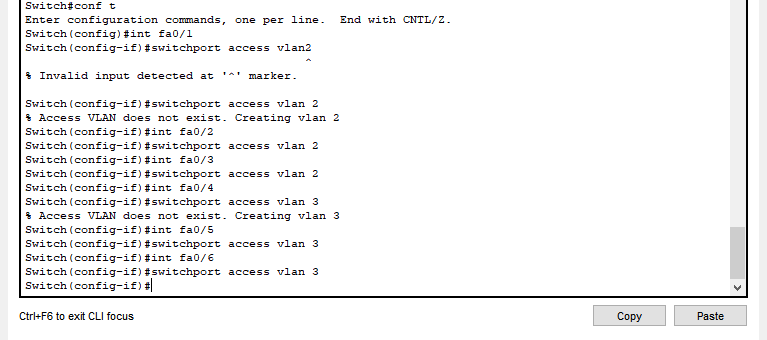 Switch#conf t
Enter configuration commands, one per line.  End with CNTL/Z.
Switch(config)#int fa0/1
Switch(config-if)#switchport access vlan2
^
% Invalid input detected at '^' marker.
Switch(config-if)#switchport access vlan 2
% Access VLAN does not exist. Creating vlan 2
Switch(config-if)#int fa0/2
Switch(config-if)#switchport access vlan 2
Switch(config-if)#int fa0/3
Switch(config-if)#switchport access vlan 2
Switch(config-if)#int fa0/4
Switch(config-if)#switchport access vlan 3
% Access VLAN does not exist. Creating vlan 3
Switch(config-if)#int fa0/5
Switch(config-if)#switchport access vlan 3
Switch(config-if)#int fa0/6
Switch(config-if)#switchport access vlan 3
Switch(config-if)#
Ctrl+F6 to exit CLI focus
Copy
Paste